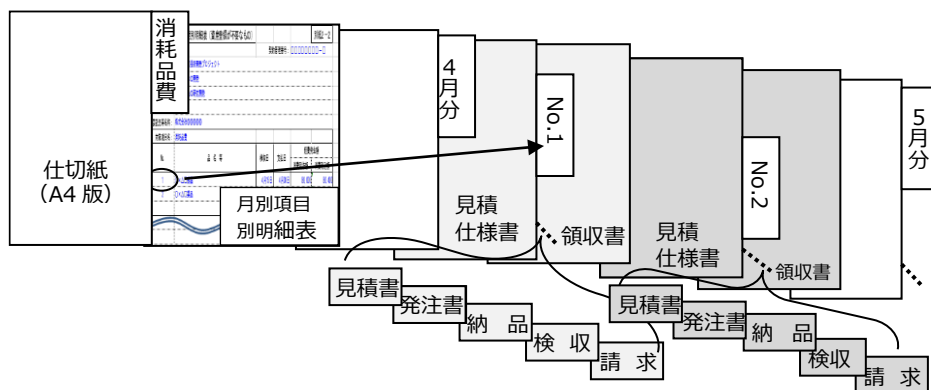 仕切紙
（A4 版）
消耗品費
月別項目
別明細表
4月分
No.1
見積
仕様書
領収書
見積書
発注書
納　品
検　収
請　求
No.2
見積
仕様書
領収書
見積書
発注書
納　品
検収
請　求
5月分